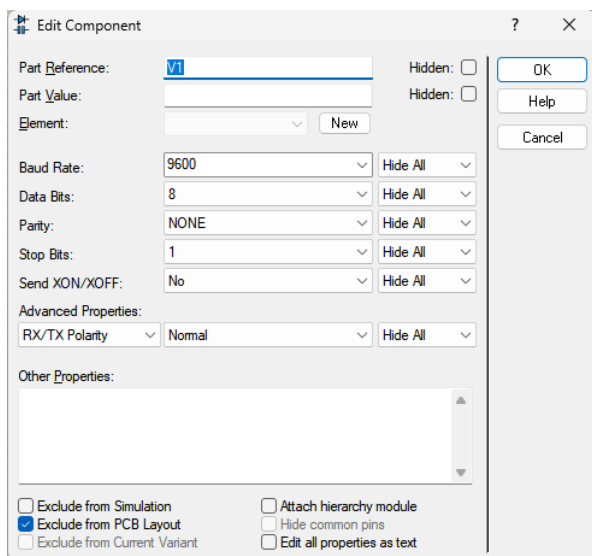 Edit Component ? X
Part Reference: V1 Hidden: OK
Part Value: Hidden: Help
Element: New Cancel
Baud Rate: 9600 Hide All
Data Bits: 8 Hide All
Parity: NONE Hide All
Stop Bits: 1 Hide All
Send XON/XOFF: No Hide All
Advanced Properties:
RX/TX Polarity Normal Hide All
Other Properties:
Exclude from Simulation Attach hierarchy module
Exclude from PCB Layout Hide common pins
Exclude from Current Variant Edit all properties as text